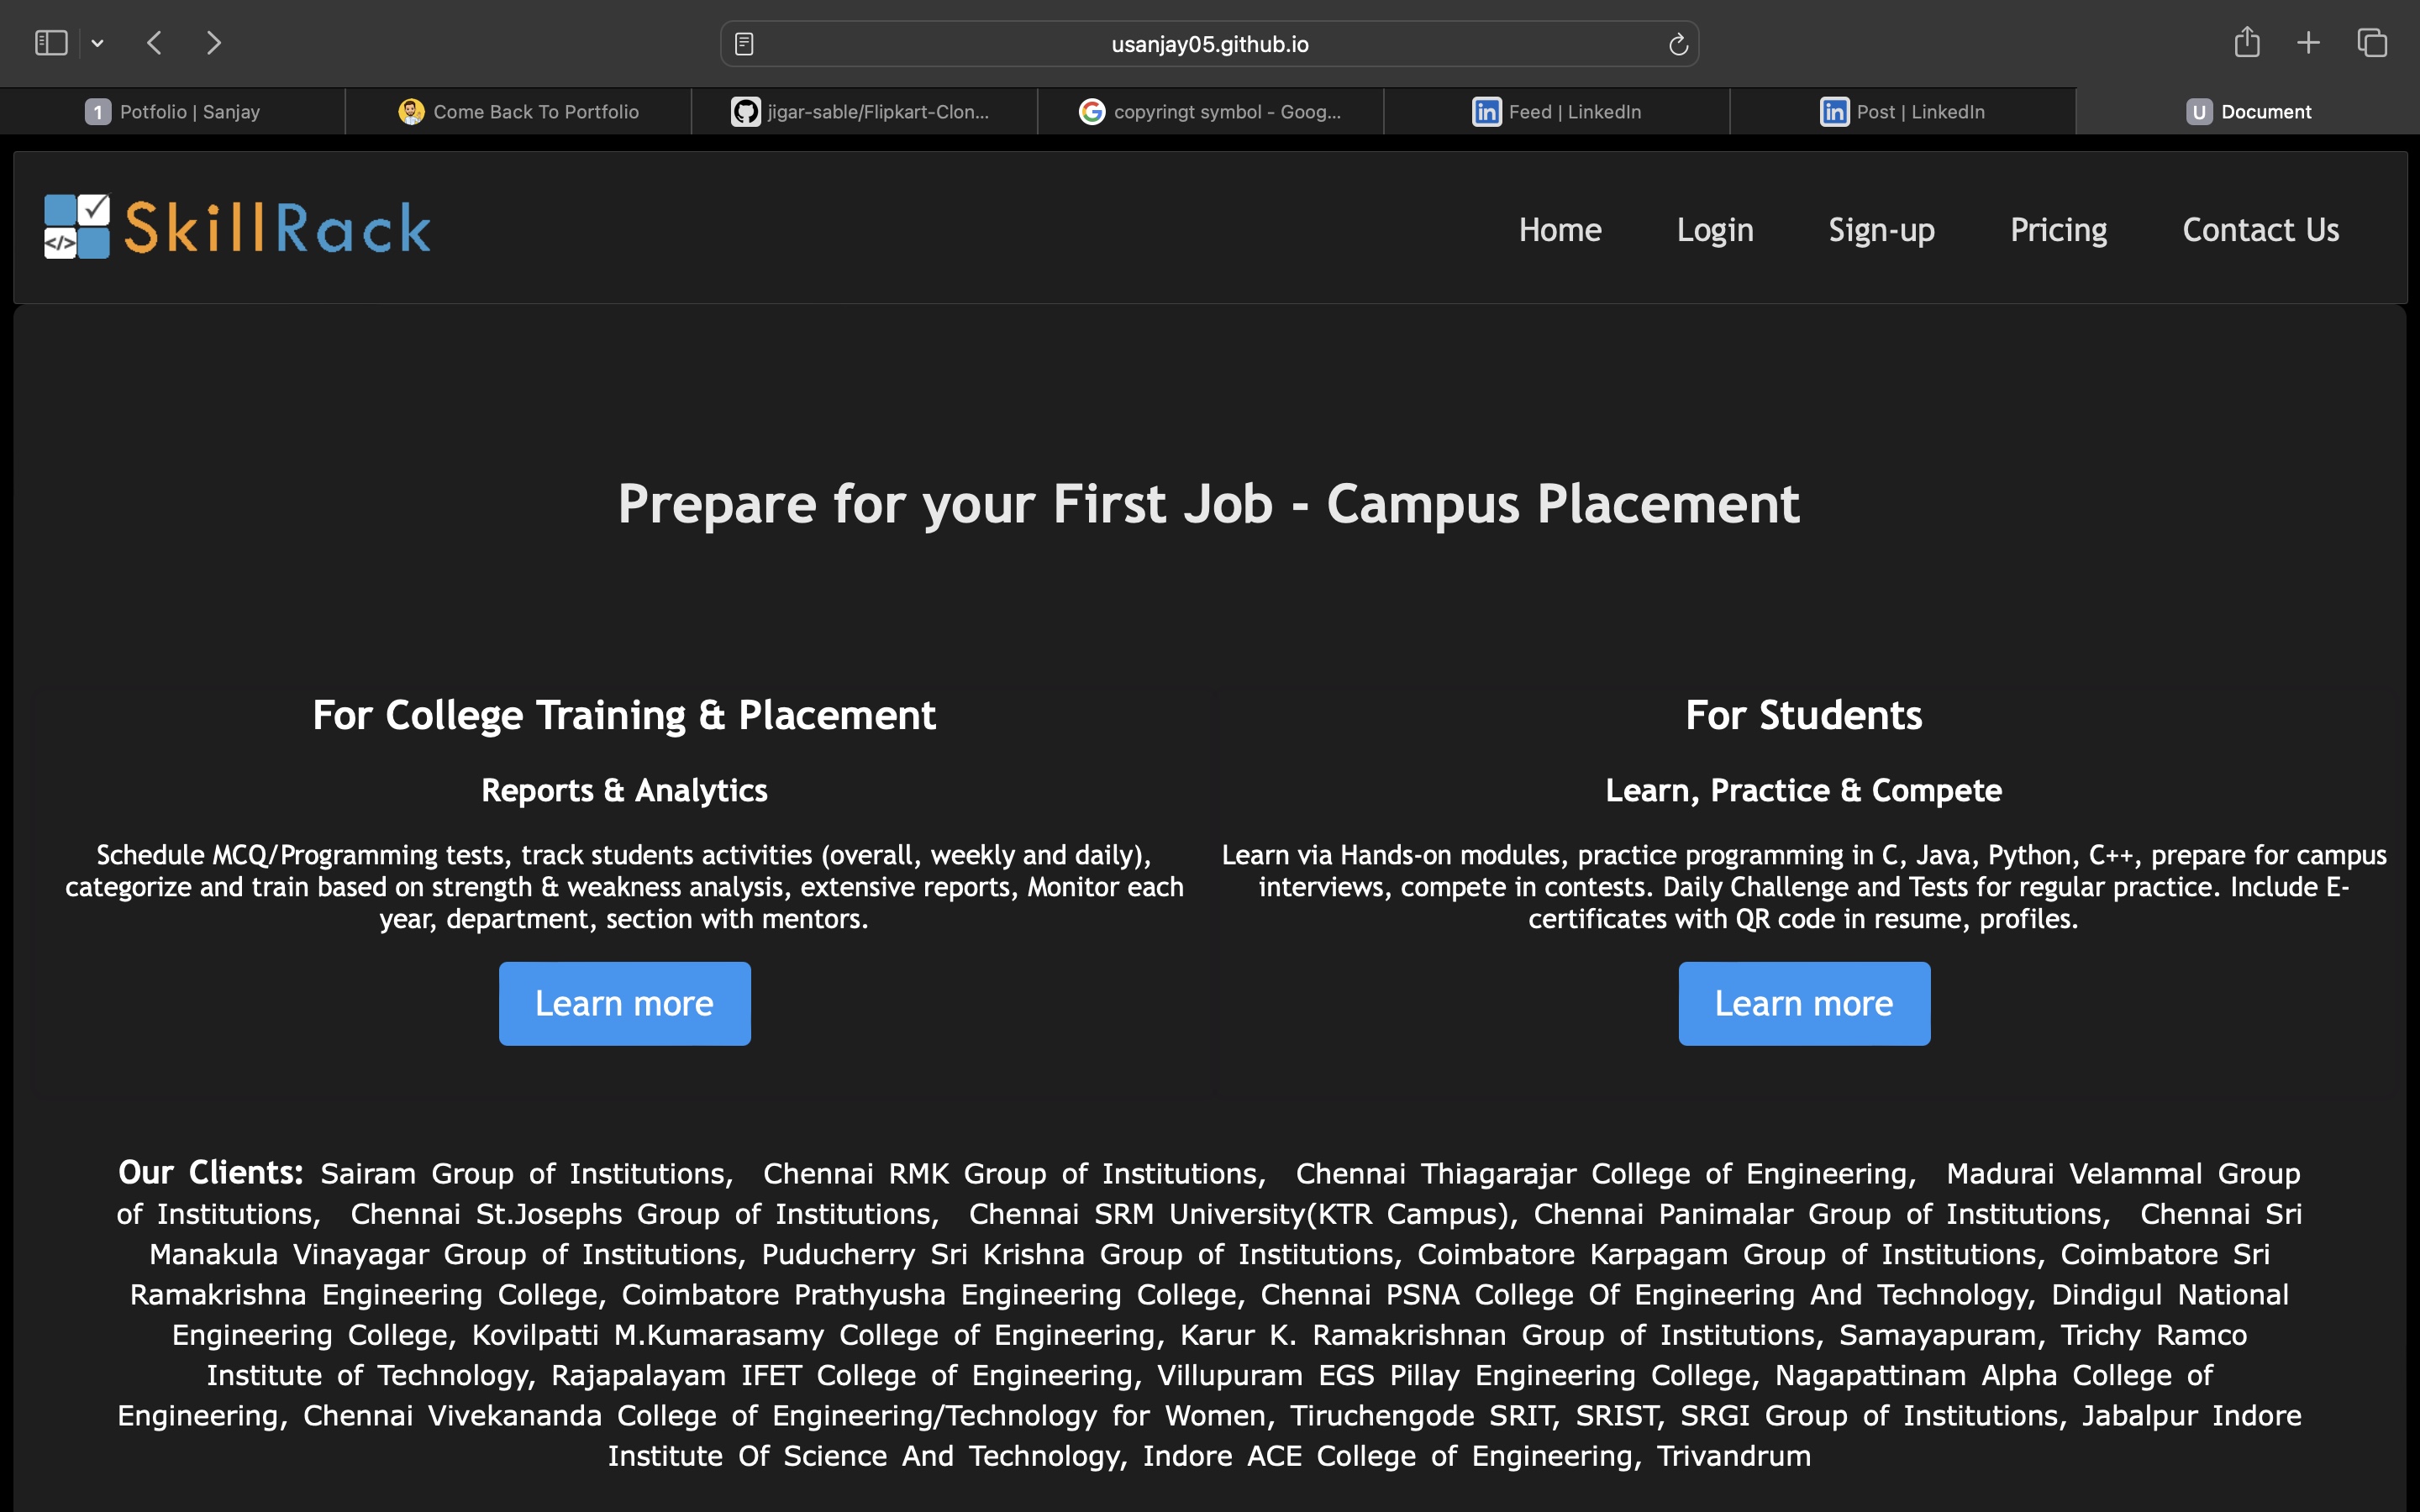 usanjay05.github.io
1 Potfolio | Sanjay
Come Back To Portfolio
jigar-sable/Flipkart-Clon...
copyringt symbol - Goog...
Feed | LinkedIn
Post | LinkedIn
U Document
SkillRack
Home
Login
Sign-up
Pricing
Contact Us
Prepare for your First Job - Campus Placement
For College Training & Placement
Reports & Analytics
Schedule MCQ/Programming tests, track students activities (overall, weekly and daily),
categorize and train based on strength & weakness analysis, extensive reports, Monitor each
year, department, section with mentors.
Learn more
For Students
Learn, Practice & Compete
Learn via Hands-on modules, practice programming in C, Java, Python, C++, prepare for campus
interviews, compete in contests. Daily Challenge and Tests for regular practice. Include E-
certificates with QR code in resume, profiles.
Learn more
Our Clients: Sairam Group of Institutions, Chennai RMK Group of Institutions, Chennai Thiagarajar College of Engineering, Madurai Velammal Group
of Institutions, Chennai St.Josephs Group of Institutions, Chennai SRM University(KTR Campus), Chennai Panimalar Group of Institutions, Chennai Sri
Manakula Vinayagar Group of Institutions, Puducherry Sri Krishna Group of Institutions, Coimbatore Karpagam Group of Institutions, Coimbatore Sri
Ramakrishna Engineering College, Coimbatore Prathyusha Engineering College, Chennai PSNA College Of Engineering And Technology, Dindigul National
Engineering College, Kovilpatti M.Kumarasamy College of Engineering, Karur K. Ramakrishnan Group of Institutions, Samayapuram, Trichy Ramco
Institute of Technology, Rajapalayam IFET College of Engineering, Villupuram EGS Pillay Engineering College, Nagapattinam Alpha College of
Engineering, Chennai Vivekananda College of Engineering/Technology for Women, Tiruchengode SRIT, SRIST, SRGI Group of Institutions, Jabalpur Indore
Institute Of Science And Technology, Indore ACE College of Engineering, Trivandrum